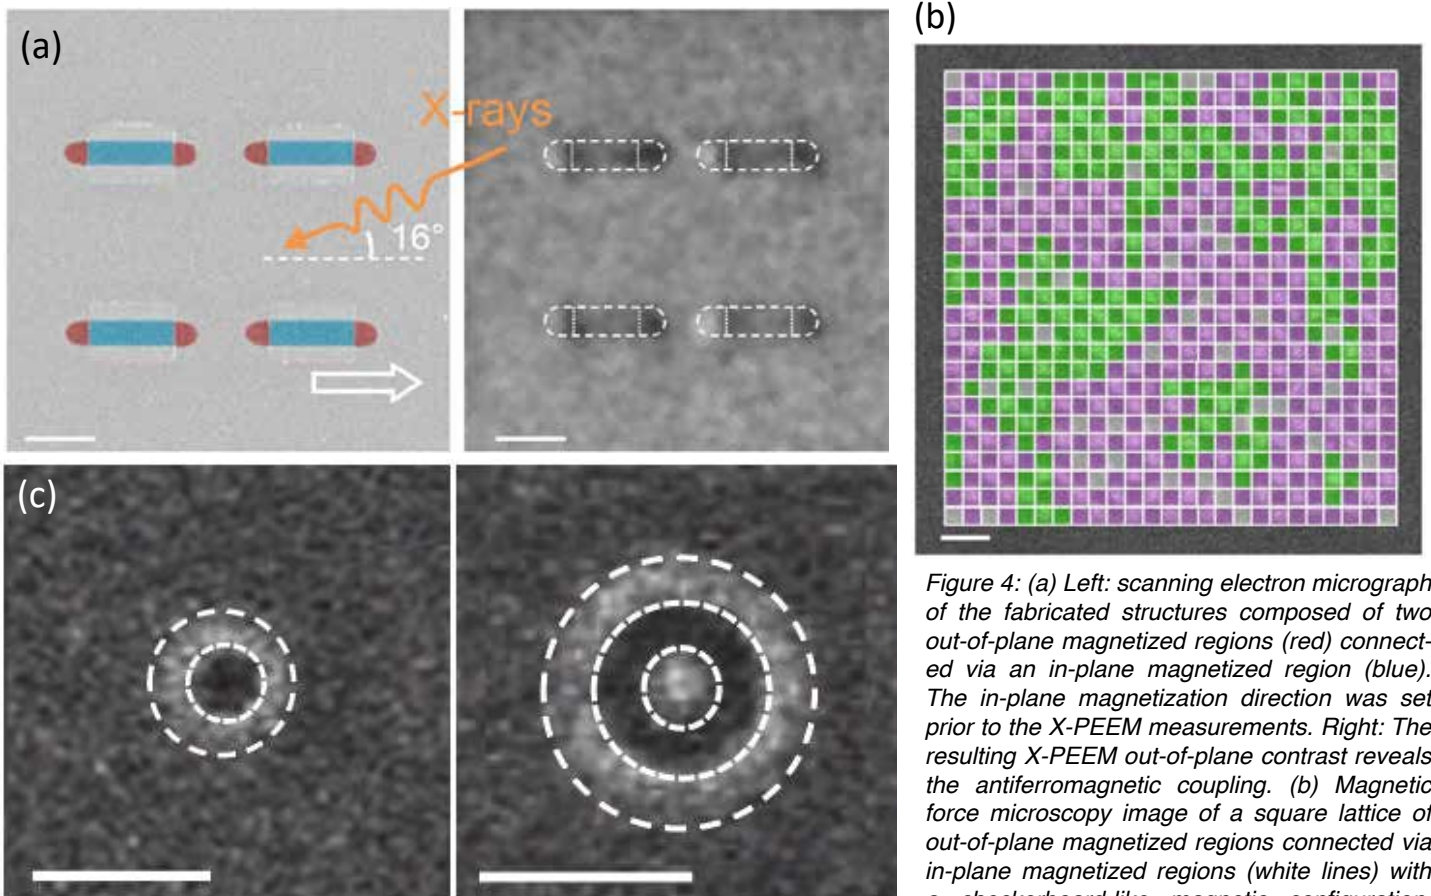 (a)
X-rays
16°
(b)
(c)
Figure 4: (a) Left: scanning electron micrograph
of the fabricated structures composed of two
out-of-plane magnetized regions (red) connect-
ed via an in-plane magnetized region (blue).
The in-plane magnetization direction was set
prior to the X-PEEM measurements. Right: The
resulting X-PEEM out-of-plane contrast reveals
the antiferromagnetic coupling. (b) Magnetic
force microscopy image of a square lattice of
out-of-plane magnetized regions connected via
in-plane magnetized regions (white lines) with
a checkerboard-like magnetic configuration.